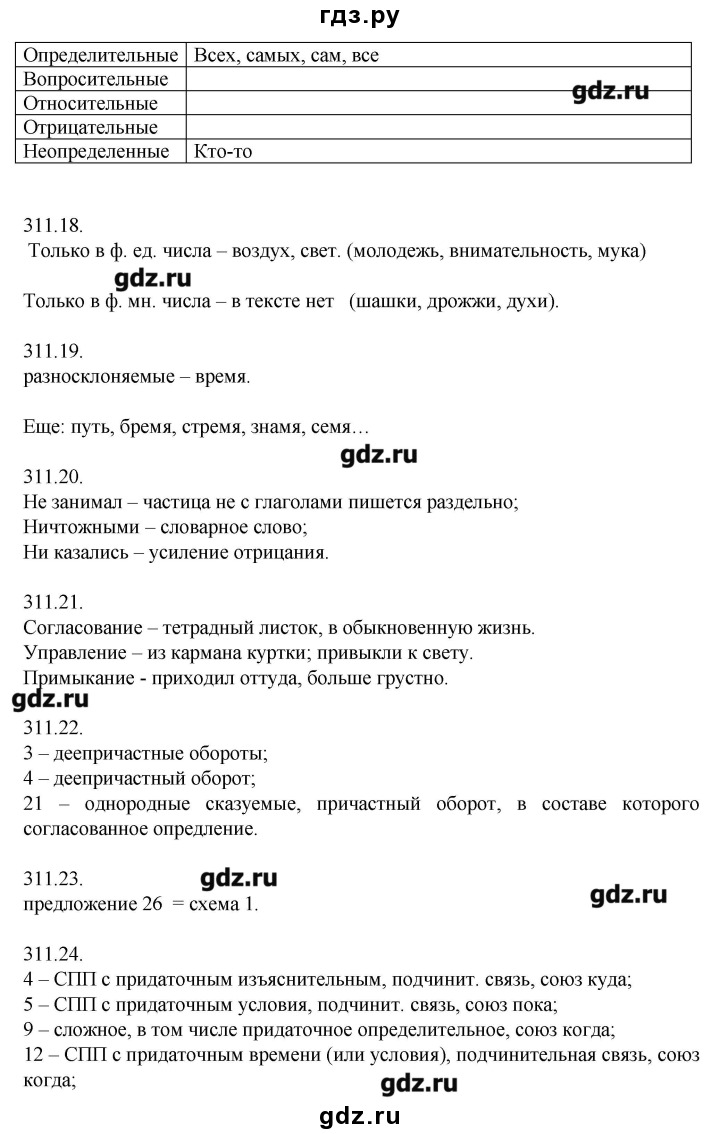 гдз.ру
Определительные Всех, самых, сам, все
Вопросительные
gdz.ru
Относительные
Отрицательные
Неопределенные Кто-то
311.18.
Только в ф. ед. числа – воздух, свет. (молодежь, внимательность, мука)
gdz.ru
Только в ф. мн. числа – в тексте нет (шашки, дрожжи, духи).
311.19.
разносклоняемые – время.
Еще: путь, бремя, стремя, знамя, семя…
gdz.ru
311.20.
Не занимал – частица не с глаголами пишется раздельно;
Ничтожными – словарное слово;
Ни казались – усиление отрицания.
311.21.
Согласование – тетрадный листок, в обыкновенную жизнь.
Управление – из кармана куртки; привыкли к свету.
Примыкание - приходил оттуда, больше грустно.
gdz.ru
311.22.
3 – деепричастные обороты;
4 – деепричастный оборот;
21 – однородные сказуемые, причастный оборот, в составе которого
согласованное опредление.
311.23.
gdz.ru
gdz.ru
предложение 26 = схема 1.
311.24.
4 – СПП с придаточным изъяснительным, подчинит. связь, союз куда;
5 – СПП с придаточным условия, подчинит. связь, союз пока;
9 – сложное, в том числе придаточное определительное, союз когда;
12 – СПП с придаточным времени (или условия), подчинительная связь, союз
когда;
gdz.ru
gdz.ru